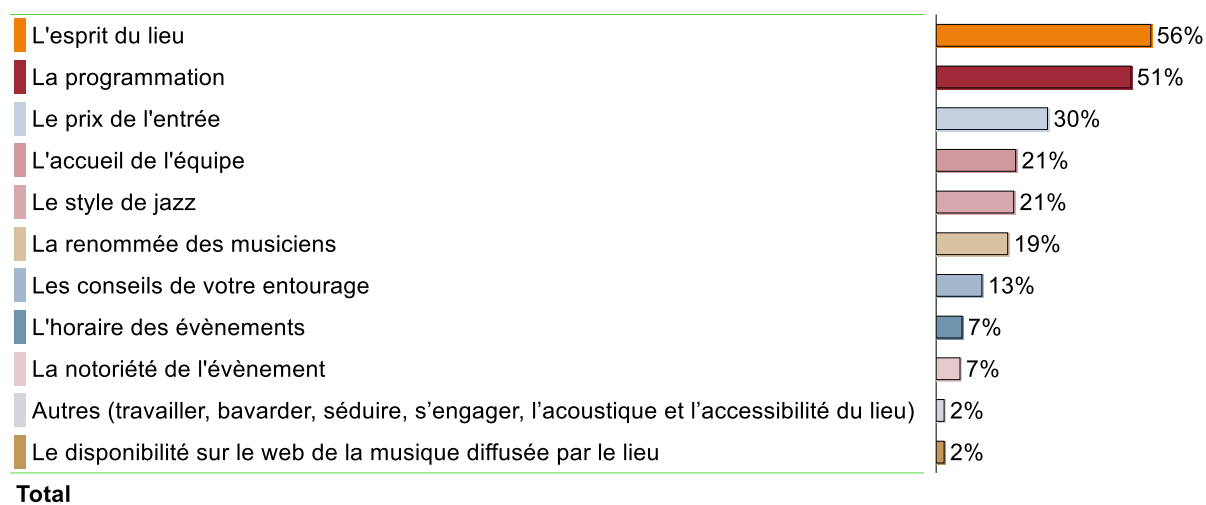 L'esprit du lieu 56%
La programmation 51%
Le prix de l'entrée 30%
L'accueil de l'équipe 21%
Le style de jazz 21%
La renommée des musiciens 19%
Les conseils de votre entourage 13%
L'horaire des évènements 7%
La notoriété de l'évènement 7%
Autres (travailler, bavarder, séduire, s’engager, l’acoustique et l’accessibilité du lieu) 2%
Le disponibilité sur le web de la musique diffusée par le lieu 2%
Total